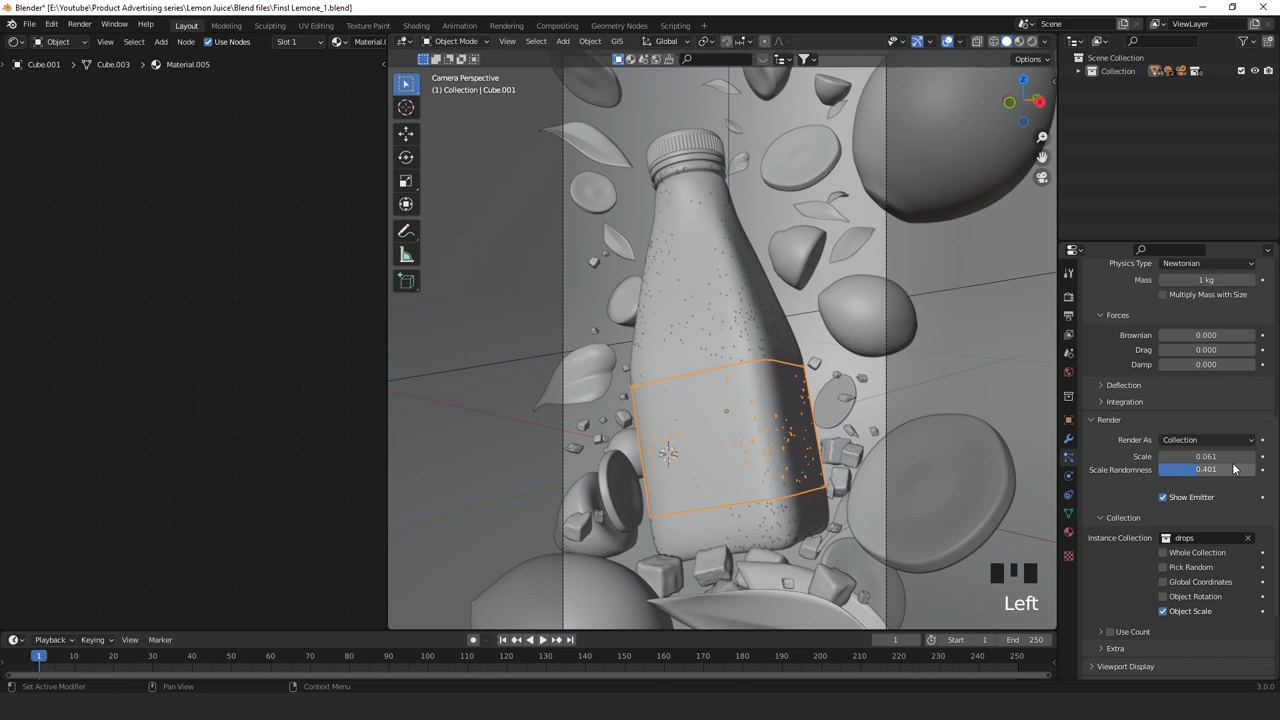 Blender* [E:\Youtube\Product Advertising series\Lemon Juice\Blend files\Finsl Lemone_1.blend]
File Edit Render Window Help Layout Modeling Sculpting UV Editing Texture Paint Shading Animation Rendering Compositing Geometry Nodes Scripting + Scene ViewLayer
Object View Select Add Node Use Nodes Slot 1 Material.0
Object Mode View Select Add Object GIS Global
Options
Cube.001 Cube.003 Material.005
Camera Perspective
(1) Collection | Cube.001
Z
X
Scene Collection
Collection
Physics Type Newtonian
Mass 1 kg
Multiply Mass with Size
Forces
Brownian 0.000
Drag 0.000
Damp 0.000
Deflection
Integration
Render
Render As Collection
Scale 0.061
Scale Randomness 0.401
Show Emitter
Collection
Instance Collection drops
Whole Collection
Pick Random
Global Coordinates
Object Rotation
Object Scale
Use Count
Extra
Viewport Display
Left
Playback Keying View Marker 1 Start 1 End 250
1 10 20 30 40 50 60 70 80 90 100 110 120 130 140 150 160 170 180 190 200 210 220 230 240 250
Set Active Modifier Pan View Context Menu 3.0.0